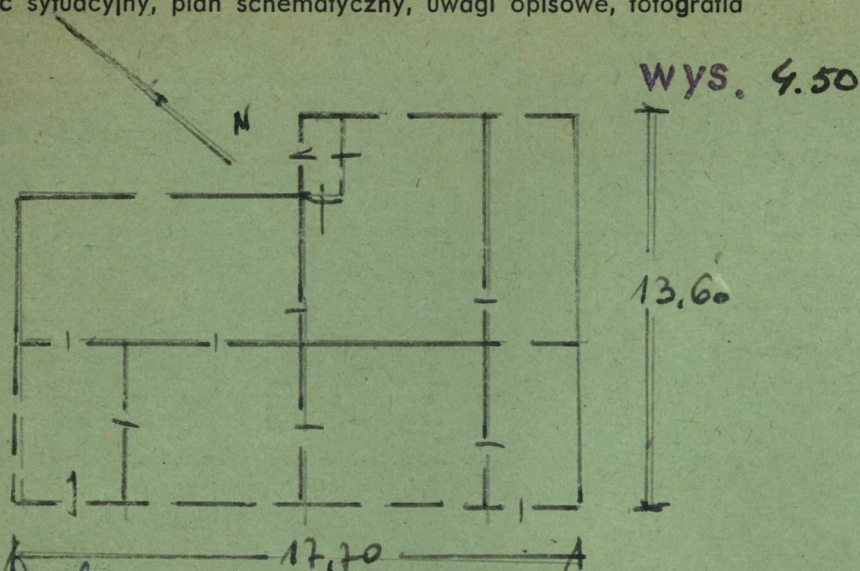 sytuacyjny, plan schematyczny, uwagi opisowe, fotografia
wys. 4.50
N
13,60
17,70